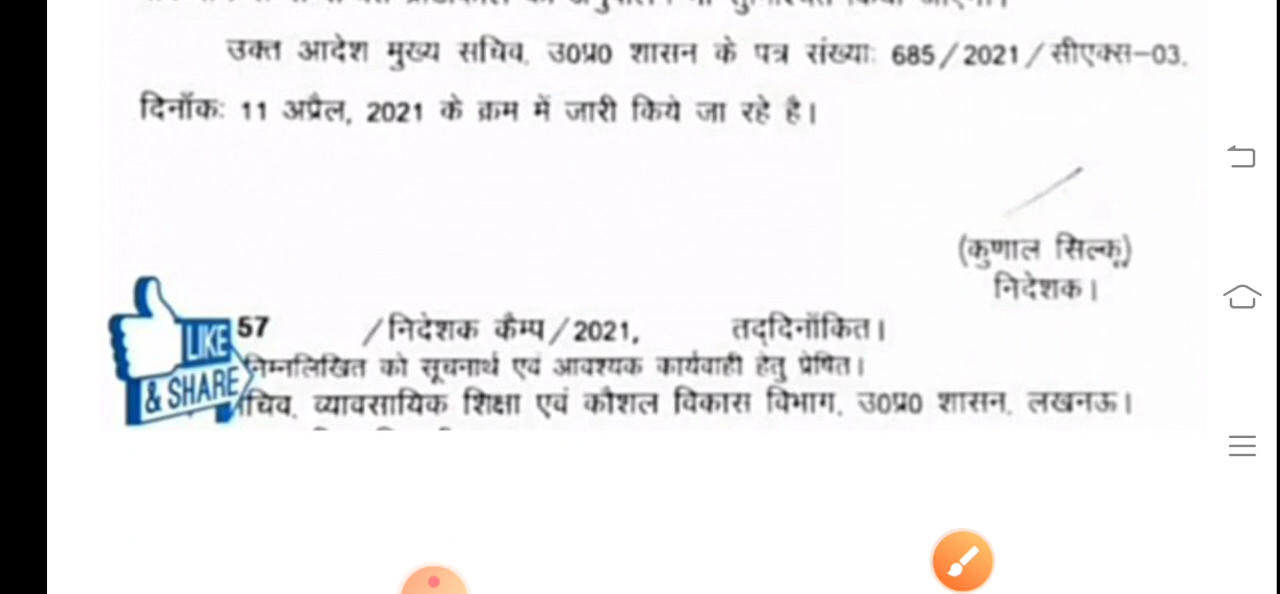 उक्त आदेश मुख्य सचिव, उ0प्र0 शासन के पत्र संख्याः 685/2021/सीएक्स-03,
दिनाँकः 11 अप्रैल, 2021 के क्रम में जारी किये जा रहे है।
(कुणाल सिल्कू)
निदेशक।
57 /निदेशक कैम्प/2021, तद्दिनाँकित।
निम्नलिखित को सूचनार्थ एवं आवश्यक कार्यवाही हेतु प्रेषित।
व्यावसायिक शिक्षा एवं कौशल विकास विभाग, उ0प्र0 शासन, लखनऊ।
LIKE
& SHARE